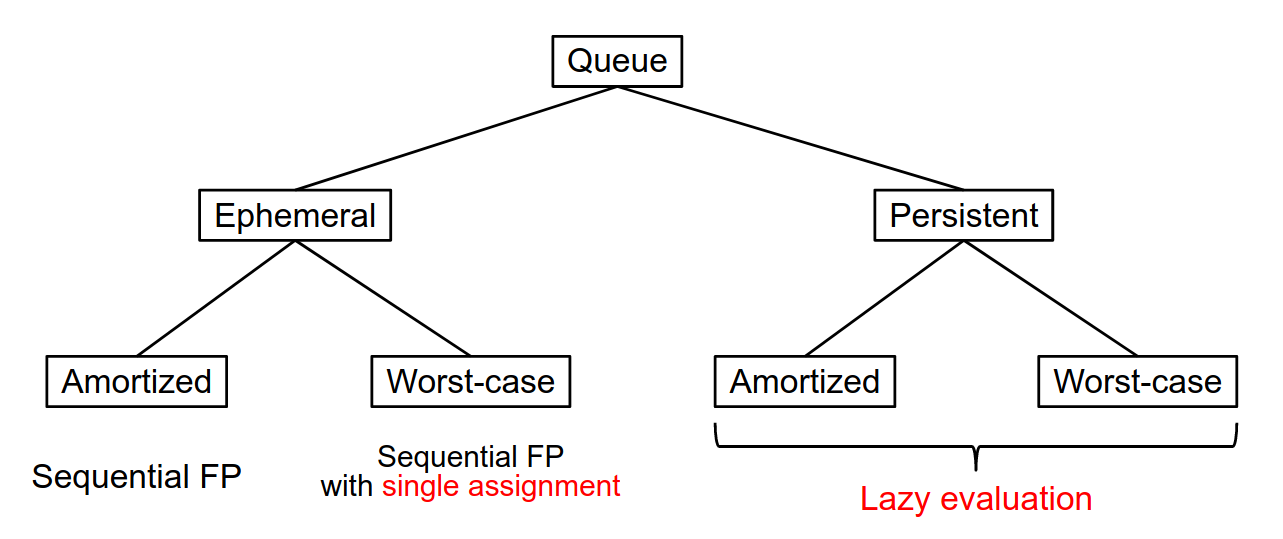 Queue
Ephemeral
Persistent
Amortized
Worst-case
Amortized
Worst-case
Sequential FP
Sequential FP
with single assignment
Lazy evaluation